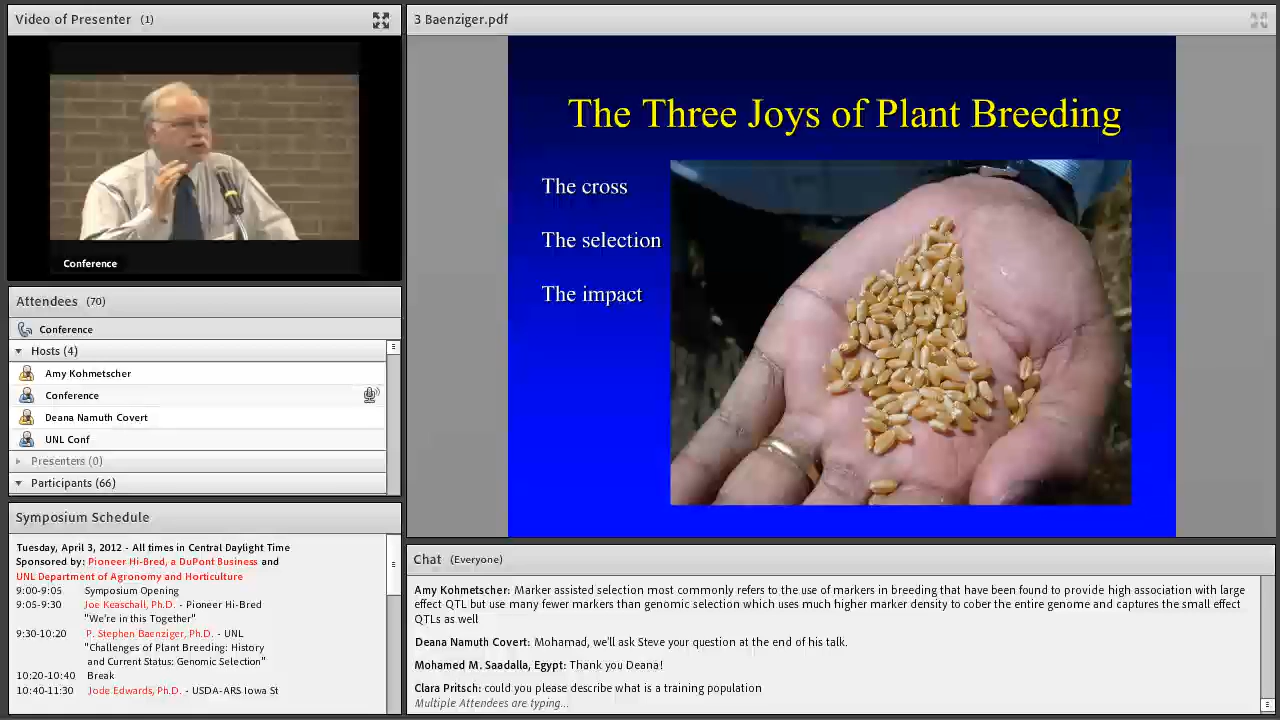 Video of Presenter (1)
Conference
Attendees (70)
Conference
Hosts (4)
Amy Kohmetscher
Conference
Deana Namuth Covert
UNL Conf
Presenters (0)
Participants (66)
Symposium Schedule
Tuesday, April 3, 2012 - All times in Central Daylight Time
Sponsored by: Pioneer Hi-Bred, a DuPont Business and
UNL Department of Agronomy and Horticulture
9:00-9:05 Symposium Opening
9:05-9:30 Joe Keaschall, Ph.D. - Pioneer Hi-Bred
"We're in this Together"
9:30-10:20 P. Stephen Baenziger, Ph.D. - UNL
"Challenges of Plant Breeding: History
and Current Status: Genomic Selection"
10:20-10:40 Break
10:40-11:30 Jode Edwards, Ph.D. - USDA-ARS Iowa St
3 Baenziger.pdf
The Three Joys of Plant Breeding
The cross
The selection
The impact
Chat (Everyone)
Amy Kohmetscher: Marker assisted selection most commonly refers to the use of markers in breeding that have been found to provide high association with large
effect QTL but use many fewer markers than genomic selection which uses much higher marker density to cober the entire genome and captures the small effect
QTLs as well
Deana Namuth Covert: Mohamad, we'll ask Steve your question at the end of his talk.
Mohamed M. Saadalla, Egypt: Thank you Deana!
Clara Pritsch: could you please describe what is a training population
Multiple Attendees are typing...